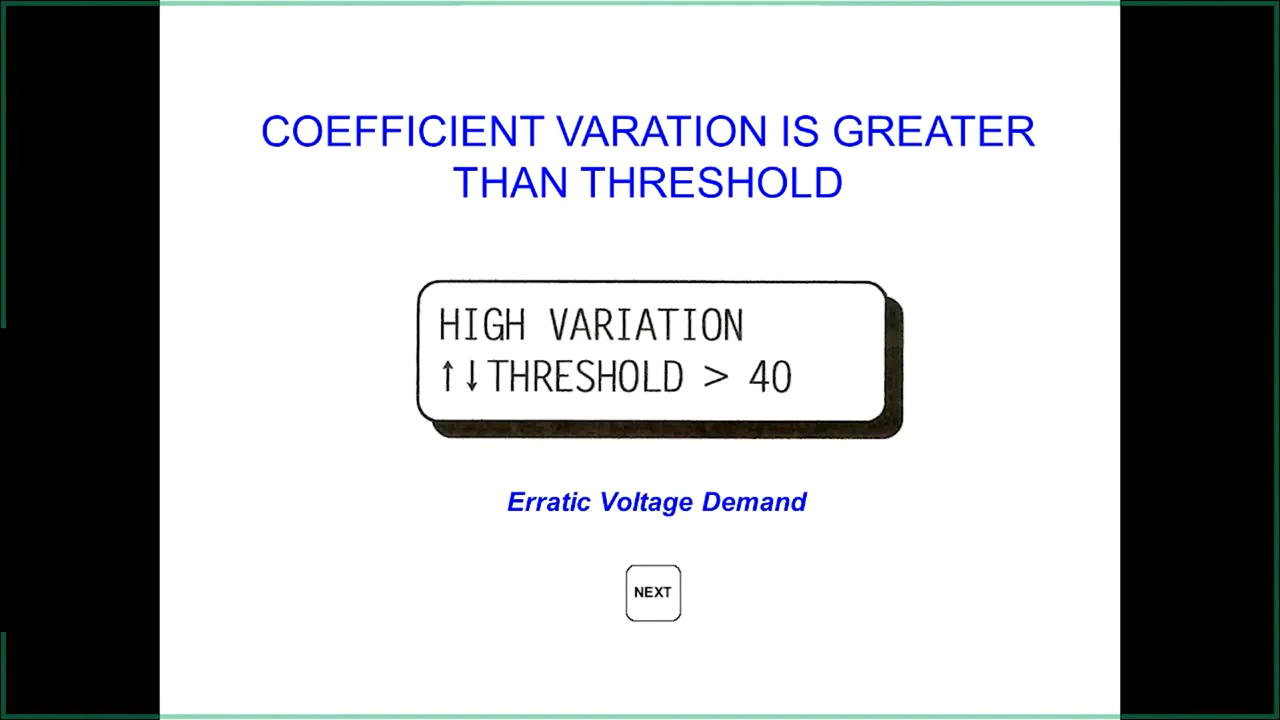 COEFFICIENT VARATION IS GREATER
THAN THRESHOLD
HIGH VARIATION
↑↓THRESHOLD > 40
Erratic Voltage Demand
NEXT